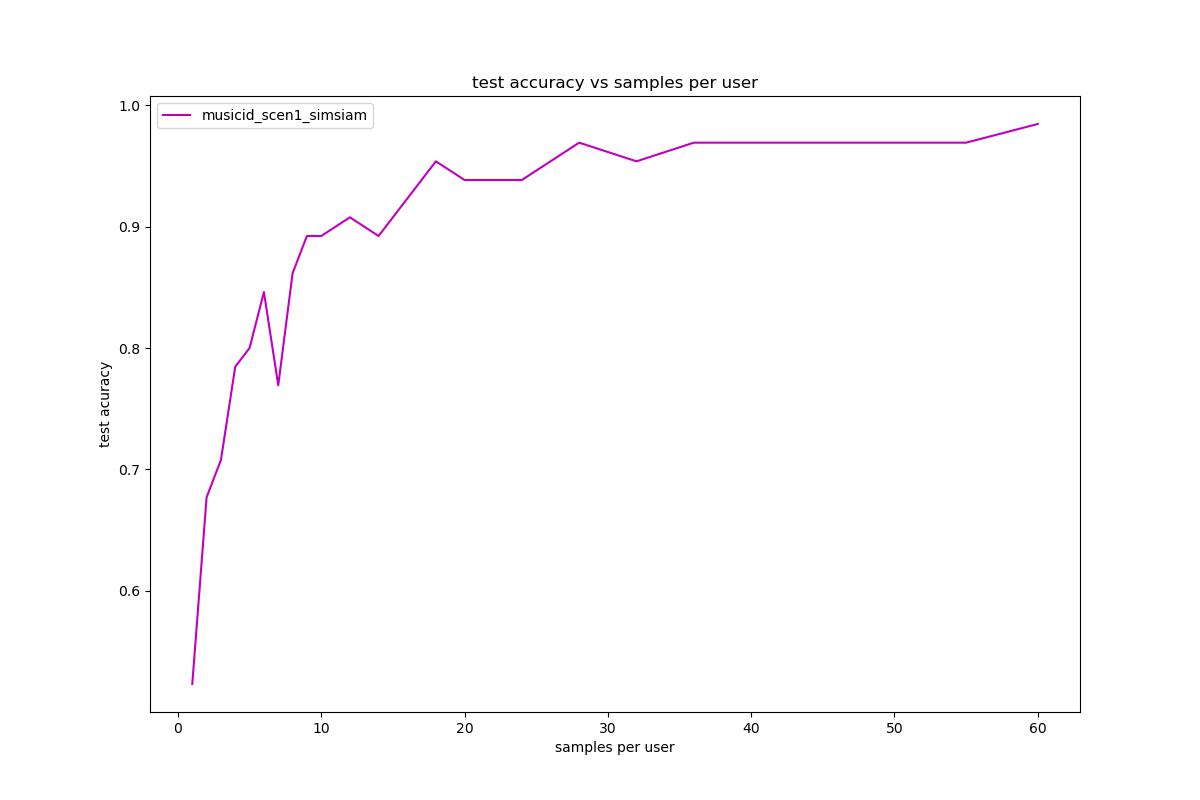 test accuracy vs samples per user
musicid_scen1_simsiam
1.0
0.9
0.8
0.7
0.6
test acuracy
0 10 20 30 40 50 60
samples per user